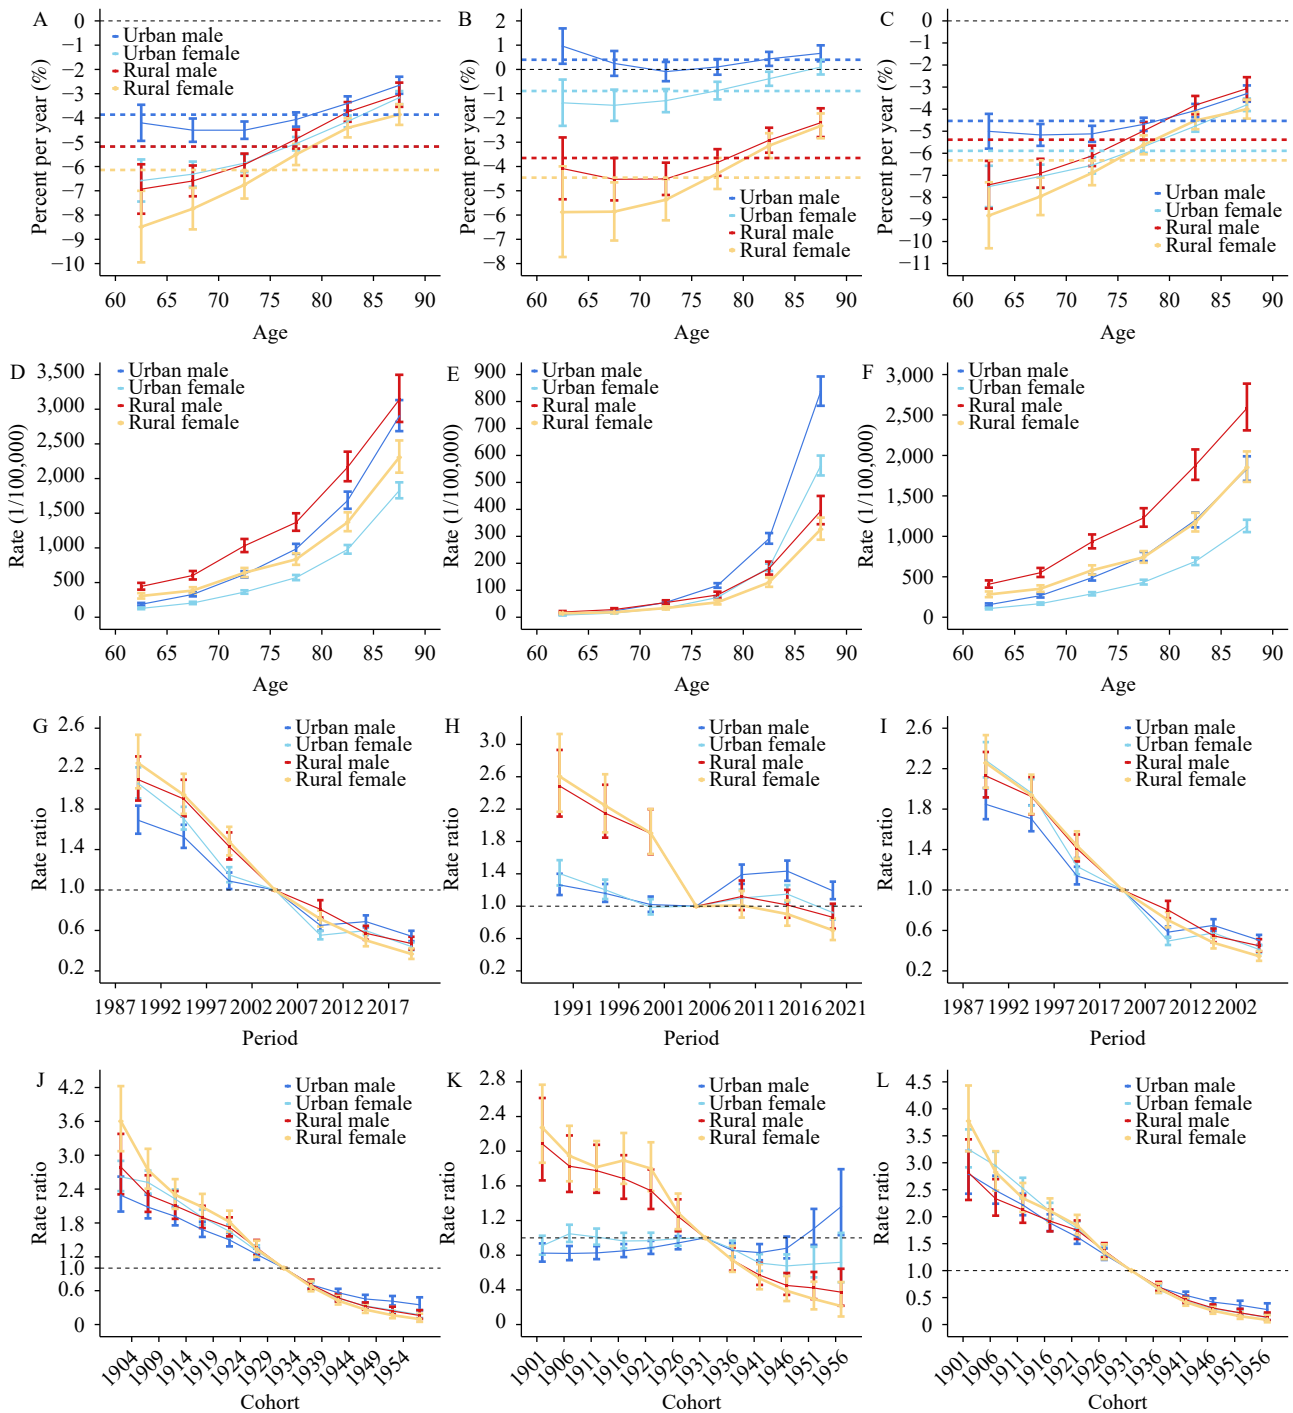 A
Percent per year (%)
0
−1
−2
−3
−4
−5
−6
−7
−8
−9
−10
Urban male
Urban female
Rural male
Rural female
60 65 70 75 80 85 90
Age
B
Percent per year (%)
2
1
0
−1
−2
−3
−4
−5
−6
−7
−8
Urban male
Urban female
Rural male
Rural female
60 65 70 75 80 85 90
Age
C
Percent per year (%)
0
−1
−2
−3
−4
−5
−6
−7
−8
−9
−10
−11
Urban male
Urban female
Rural male
Rural female
60 65 70 75 80 85 90
Age
D
Rate (1/100,000)
3,500
3,000
2,500
2,000
1,500
1,000
500
0
Urban male
Urban female
Rural male
Rural female
60 65 70 75 80 85 90
Age
E
Rate (1/100,000)
900
800
700
600
500
400
300
200
100
0
Urban male
Urban female
Rural male
Rural female
60 65 70 75 80 85 90
Age
F
Rate (1/100,000)
3,000
2,500
2,000
1,500
1,000
500
0
Urban male
Urban female
Rural male
Rural female
60 65 70 75 80 85 90
Age
G
Rate ratio
2.6
2.2
1.8
1.4
1.0
0.6
0.2
Urban male
Urban female
Rural male
Rural female
1987 1992 1997 2002 2007 2012 2017
Period
H
Rate ratio
3.0
2.6
2.2
1.4
1.0
0.6
0.2
Urban male
Urban female
Rural male
Rural female
1991 1996 2001 2006 2011 2016 2021
Period
I
Rate ratio
2.6
2.2
1.8
1.4
1.0
0.6
0.2
Urban male
Urban female
Rural male
Rural female
1987 1992 1997 2017 2007 2012 2002
Period
J
Rate ratio
4.2
3.6
3.0
2.4
1.8
1.2
1.0
0.6
0
Urban male
Urban female
Rural male
Rural female
1904 1909 1914 1919 1924 1929 1934 1939 1944 1949 1954
Cohort
K
Rate ratio
2.8
2.4
2.0
1.6
1.2
1.0
0.8
0.4
0
Urban male
Urban female
Rural male
Rural female
1901 1906 1911 1916 1921 1926 1931 1936 1941 1946 1951 1956
Cohort
L
Rate ratio
4.5
4.0
3.5
3.0
2.5
2.0
1.5
1.0
0.5
0
Urban male
Urban female
Rural male
Rural female
1901 1906 1911 1916 1921 1926 1931 1936 1941 1946 1951 1956
Cohort